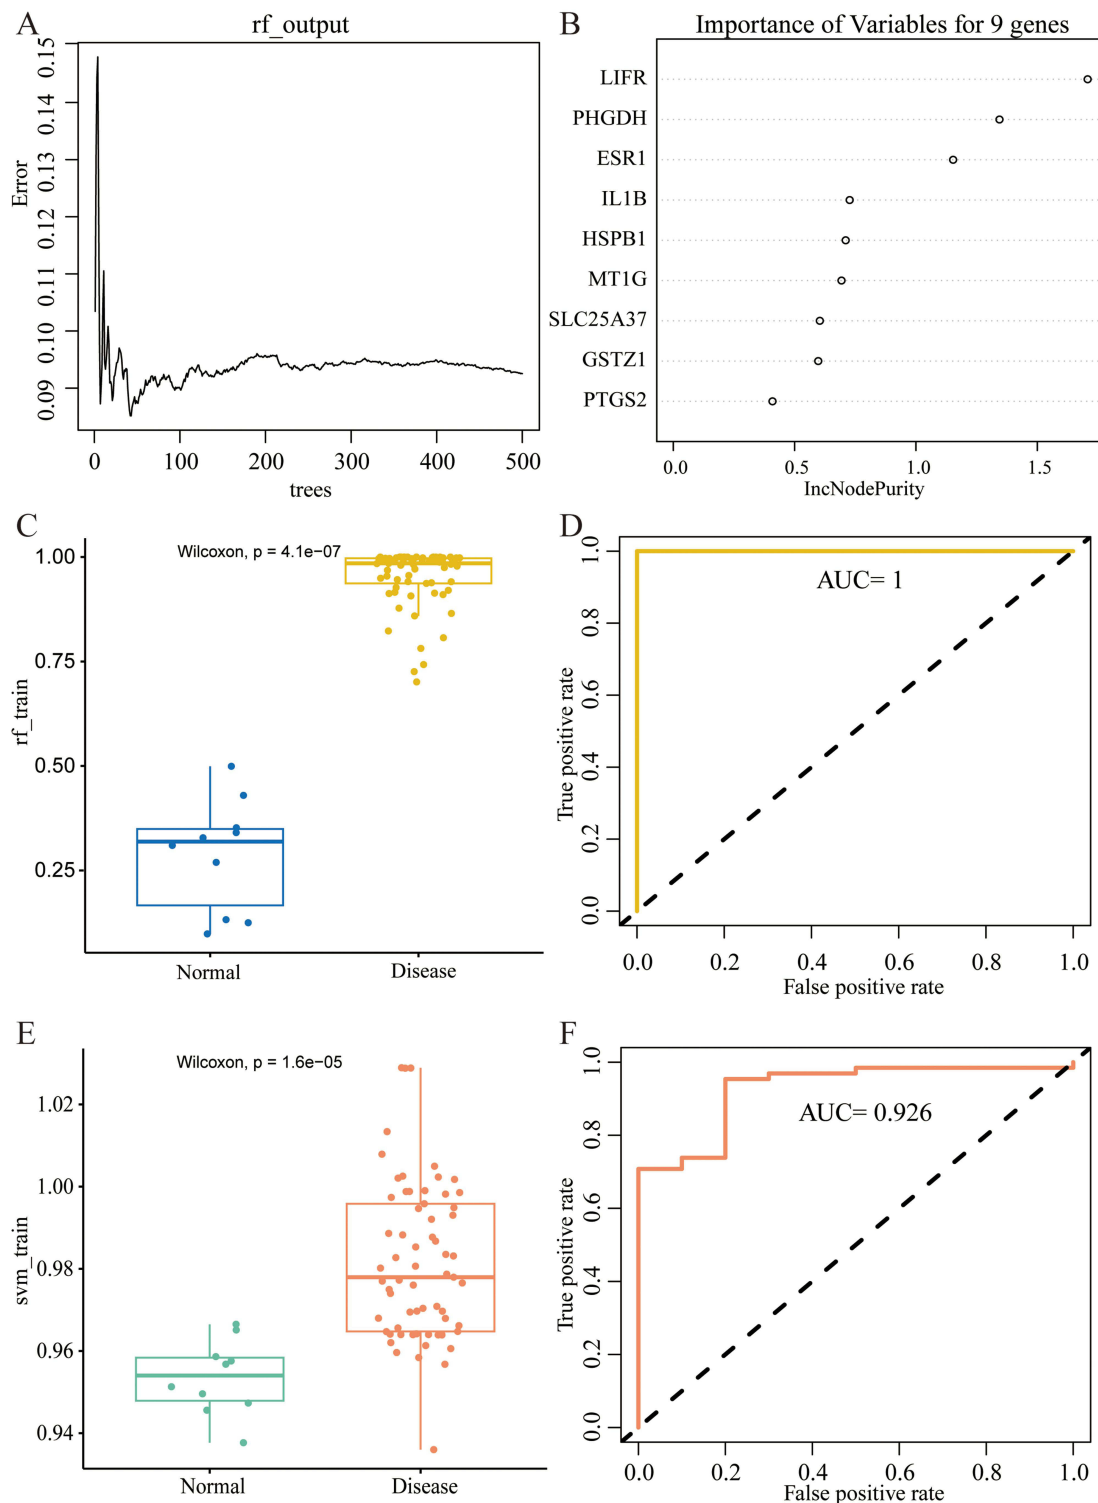 A
rf_output
Error
0.15
0.14
0.13
0.12
0.11
0.10
0.09
0 100 200 300 400 500
trees
B
Importance of Variables for 9 genes
LIFR
PHGDH
ESR1
IL1B
HSPB1
MT1G
SLC25A37
GSTZ1
PTGS2
0.0 0.5 1.0 1.5
IncNodePurity
C
Wilcoxon, p = 4.1e−07
rf_train
1.00
0.75
0.50
0.25
Normal Disease
D
AUC= 1
True positive rate
1.0
0.8
0.6
0.4
0.2
0.0
0.0 0.2 0.4 0.6 0.8 1.0
False positive rate
E
Wilcoxon, p = 1.6e−05
svm_train
1.02
1.00
0.98
0.96
0.94
Normal Disease
F
AUC= 0.926
True positive rate
1.0
0.8
0.6
0.4
0.2
0.0
0.0 0.2 0.4 0.6 0.8 1.0
False positive rate